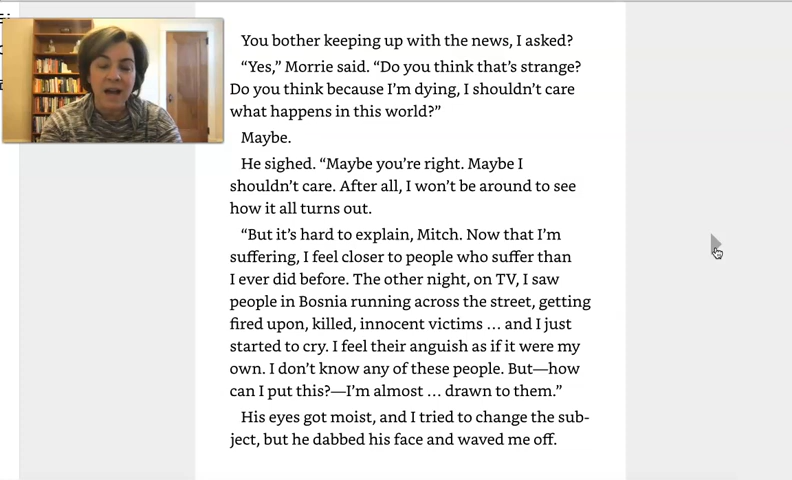 You bother keeping up with the news, I asked?
“Yes,” Morrie said. “Do you think that’s strange?
Do you think because I’m dying, I shouldn’t care
what happens in this world?”
Maybe.
He sighed. “Maybe you’re right. Maybe I
shouldn’t care. After all, I won’t be around to see
how it all turns out.
“But it’s hard to explain, Mitch. Now that I’m
suffering, I feel closer to people who suffer than
I ever did before. The other night, on TV, I saw
people in Bosnia running across the street, getting
fired upon, killed, innocent victims … and I just
started to cry. I feel their anguish as if it were my
own. I don’t know any of these people. But—how
can I put this?—I’m almost … drawn to them.”
His eyes got moist, and I tried to change the sub-
ject, but he dabbed his face and waved me off.